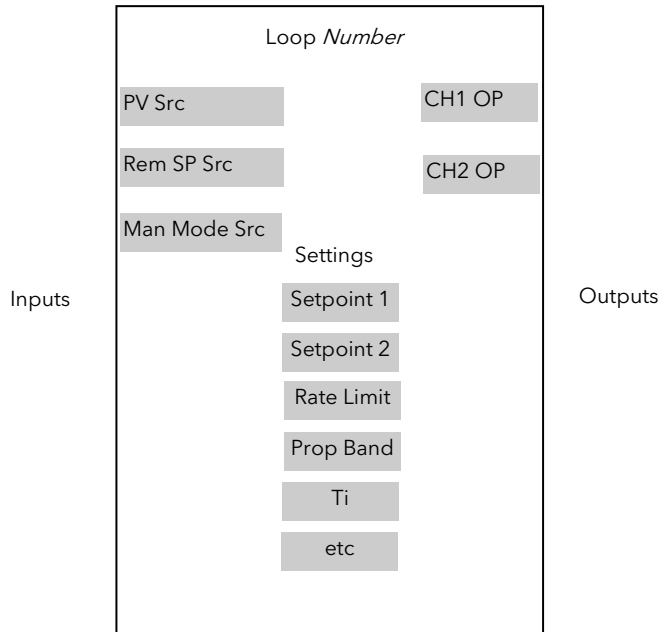 Loop Number
PV Src
CH1 OP
Rem SP Src
CH2 OP
Man Mode Src
Settings
Inputs
Setpoint 1
Outputs
Setpoint 2
Rate Limit
Prop Band
Ti
etc